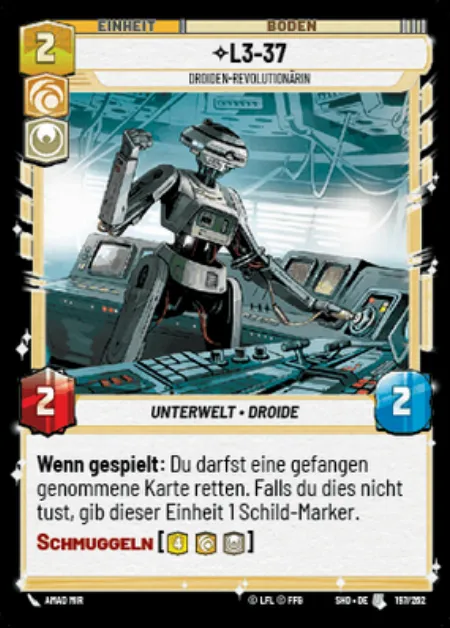 2
EINHEIT
BODEN
L3-37
DROIDEN-REVOLUTIONÄRIN
2
UNTERWELT • DROIDE
2
Wenn gespielt: Du darfst eine gefangen
genommene Karte retten. Falls du dies nicht
tust, gib dieser Einheit 1 Schild-Marker.
SCHMUGGELN [4]
AMAD MIR
© LFL © FFG
SHD • DE
197/262